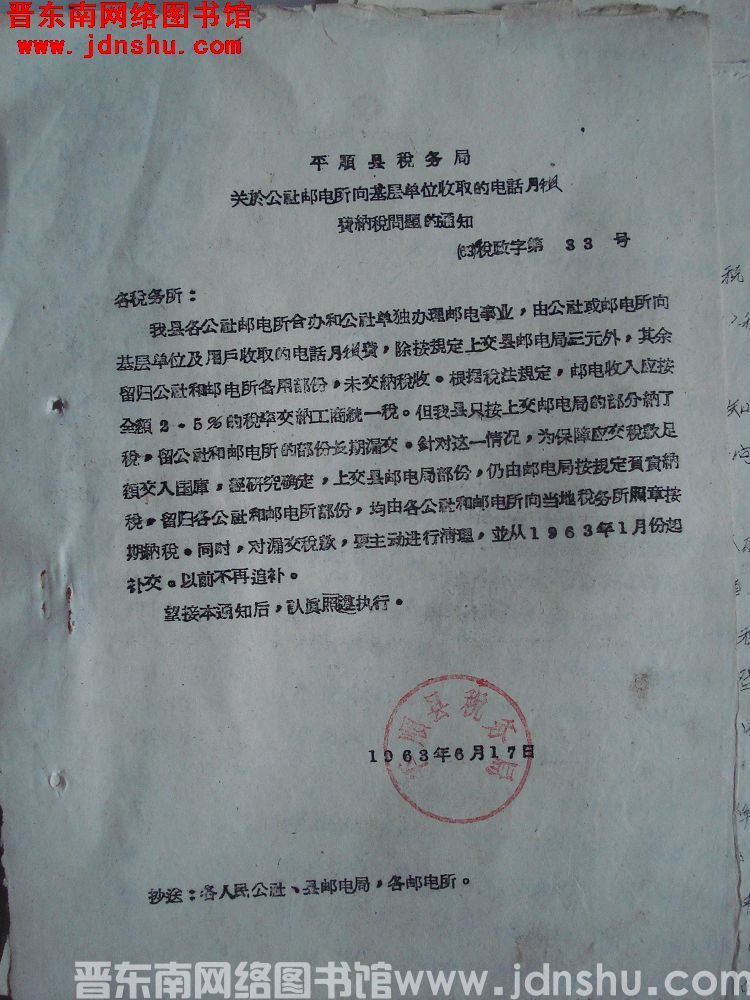 晋东南网络图书馆
www.jdnshu.com
平順县税务局
关於公社邮电所向基层单位收取的电話月租
費納税問題的通知
(63)税政字第 33 号
各税务所：
我县各公社邮电所合办和公社单独办理邮电事业，由公社或邮电所向
基层单位及用戶收取的电話月租費，除按規定上交县邮电局三元外，其余
留归公社和邮电所备用部份，未交納税收。根据税法規定，邮电收入应按
全額2·5%的税率交納工商統一税。但我县只按上交邮电局的部分納了
税，留公社和邮电所的部份长期漏交。針对这一情况，为保障应交税款足
額交入国庫，經研究确定，上交县邮电局部份，仍由邮电局按規定負責納
税，留归各公社和邮电所部份，均由各公社和邮电所向当地税务所照章按
期納税。同时，对漏交税款，要主动进行清理，並从1963年1月份起
补交。以前不再追补。
望接本通知后，認眞照遵执行。
平順县税务局
1963年6月17日
抄送：各人民公社、县邮电局，各邮电所。
晋东南网络图书馆www.jdnshu.com